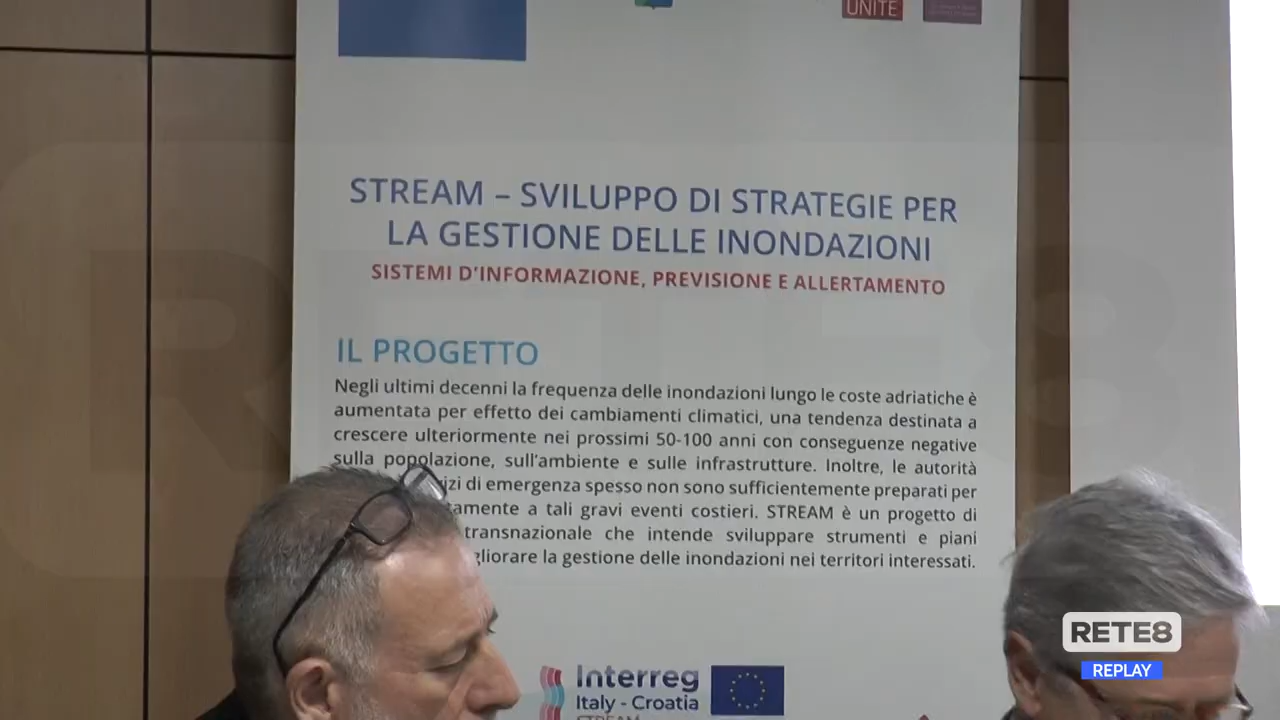 UNITE
STREAM – SVILUPPO DI STRATEGIE PER
LA GESTIONE DELLE INONDAZIONI
SISTEMI D'INFORMAZIONE, PREVISIONE E ALLERTAMENTO
IL PROGETTO
Negli ultimi decenni la frequenza delle inondazioni lungo le coste adriatiche è
aumentata per effetto dei cambiamenti climatici, una tendenza destinata a
crescere ulteriormente nei prossimi 50-100 anni con conseguenze negative
sulla popolazione, sull'ambiente e sulle infrastrutture. Inoltre, le autorità
izi di emergenza spesso non sono sufficientemente preparati per
tamente a tali gravi eventi costieri. STREAM è un progetto di
transnazionale che intende sviluppare strumenti e piani
gliorare la gestione delle inondazioni nei territori interessati.
Interreg
Italy - Croatia
STREAM
RETE8
REPLAY
RETE8